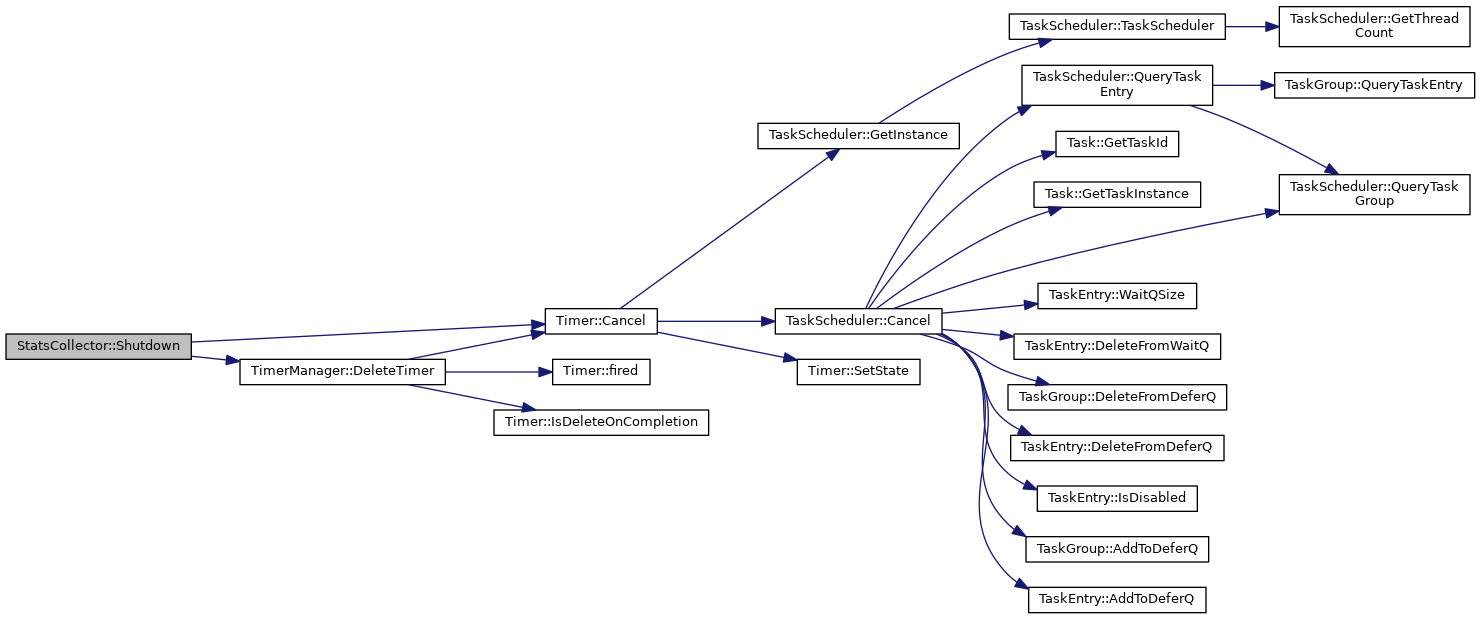 StatsCollector::Shutdown
TimerManager::DeleteTimer
Timer::Cancel
Timer::fired
Timer::IsDeleteOnCompletion
TaskScheduler::GetInstance
TaskScheduler::Cancel
Timer::SetState
TaskScheduler::TaskScheduler
TaskScheduler::QueryTask
Entry
Task::GetTaskId
Task::GetTaskInstance
TaskEntry::WaitQSize
TaskEntry::DeleteFromWaitQ
TaskGroup::DeleteFromDeferQ
TaskEntry::DeleteFromDeferQ
TaskEntry::IsDisabled
TaskGroup::AddToDeferQ
TaskEntry::AddToDeferQ
TaskScheduler::GetThread
Count
TaskGroup::QueryTaskEntry
TaskScheduler::QueryTask
Group